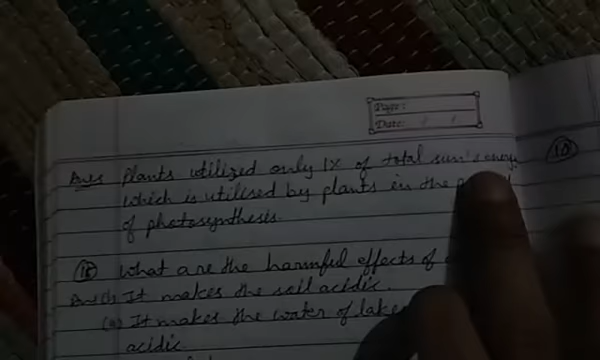 Page:
Date:
Ans Plants utilized only 1% of total sun's energy
which is utilised by plants in the
of photosynthesis.
(18) What are the harmful effects of
Ans (i) It makes the soil acidic.
(ii) It makes the water of lake
acidic.